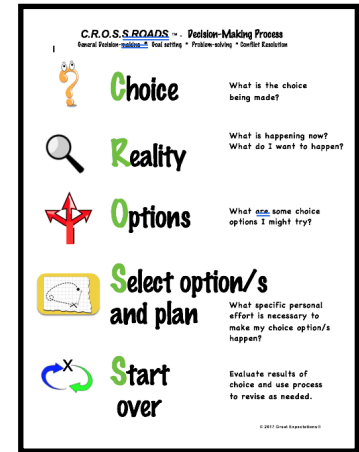 C.R.O.S.S.ROADS ™ - Decision-Making Process
General Decision-making * Goal setting * Problem-solving * Conflict Resolution
Choice
What is the choice
being made?
Reality
What is happening now?
What do I want to happen?
Options
What are some choice
options I might try?
Select option/s
and plan
What specific personal
effort is necessary to
make my choice option/s
happen?
X
Start
over
Evaluate results of
choice and use process
to revise as needed.
© 2017 Great Expectations®